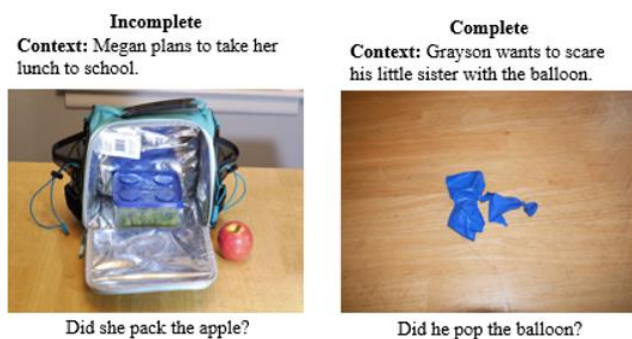 Incomplete
Context: Megan plans to take her
lunch to school.
Did she pack the apple?
Complete
Context: Grayson wants to scare
his little sister with the balloon.
Did he pop the balloon?